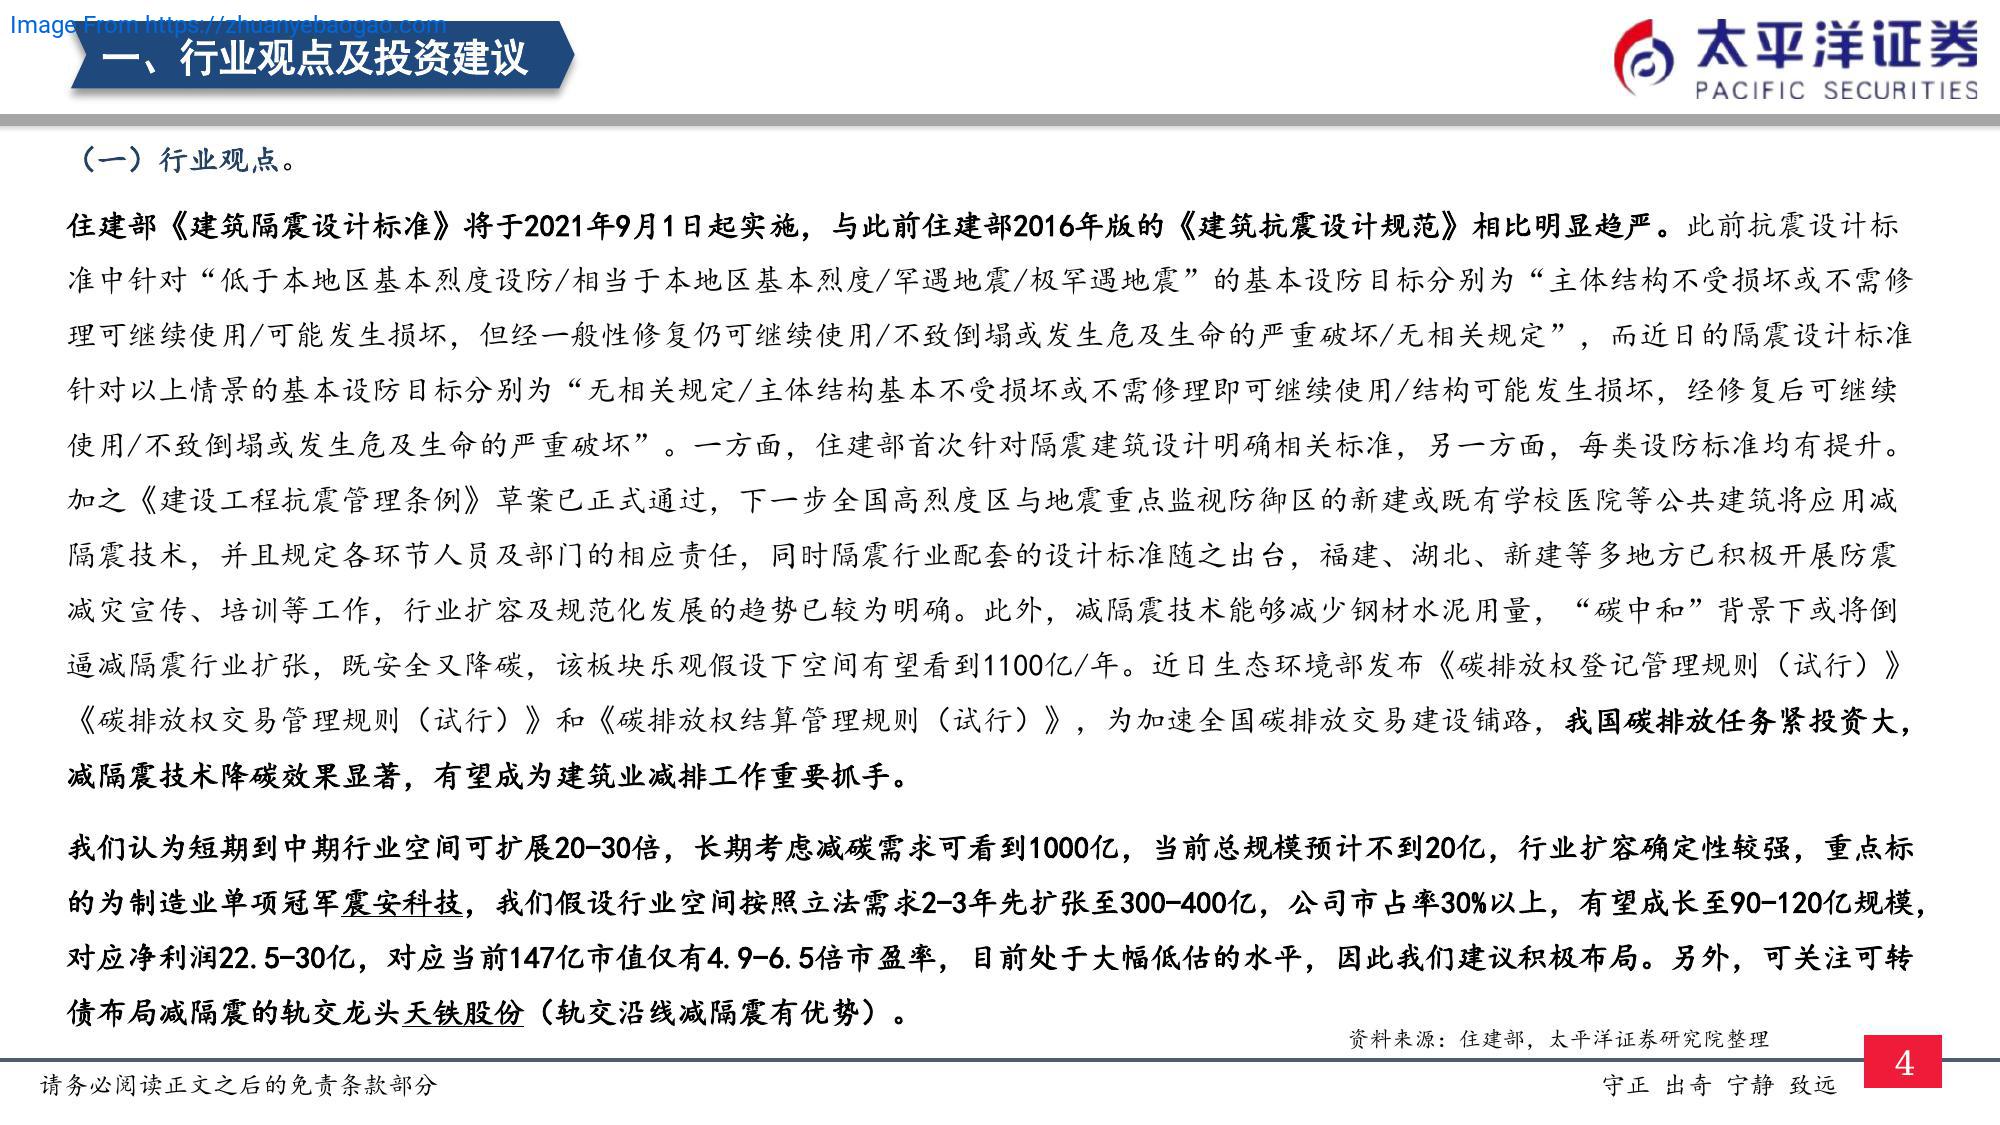 Image From https://zhuanyebaogao.com
一、行业观点及投资建议
太平洋证券
PACIFIC SECURITIES
（一）行业观点。
住建部《建筑隔震设计标准》将于2021年9月1日起实施，与此前住建部2016年版的《建筑抗震设计规范》相比明显趋严。此前抗震设计标
准中针对“低于本地区基本烈度设防/相当于本地区基本烈度/罕遇地震/极罕遇地震”的基本设防目标分别为“主体结构不受损坏或不需修
理可继续使用/可能发生损坏，但经一般性修复仍可继续使用/不致倒塌或发生危及生命的严重破坏/无相关规定”，而近日的隔震设计标准
针对以上情景的基本设防目标分别为“无相关规定/主体结构基本不受损坏或不需修理即可继续使用/结构可能发生损坏，经修复后可继续
使用/不致倒塌或发生危及生命的严重破坏”。一方面，住建部首次针对隔震建筑设计明确相关标准，另一方面，每类设防标准均有提升。
加之《建设工程抗震管理条例》草案已正式通过，下一步全国高烈度区与地震重点监视防御区的新建或既有学校医院等公共建筑将应用减
隔震技术，并且规定各环节人员及部门的相应责任，同时隔震行业配套的设计标准随之出台，福建、湖北、新建等多地方已积极开展防震
减灾宣传、培训等工作，行业扩容及规范化发展的趋势已较为明确。此外，减隔震技术能够减少钢材水泥用量，“碳中和”背景下或将倒
逼减隔震行业扩张，既安全又降碳，该板块乐观假设下空间有望看到1100亿/年。近日生态环境部发布《碳排放权登记管理规则（试行）》
《碳排放权交易管理规则（试行）》和《碳排放权结算管理规则（试行）》，为加速全国碳排放交易建设铺路，我国碳排放任务紧投资大，
减隔震技术降碳效果显著，有望成为建筑业减排工作重要抓手。
我们认为短期到中期行业空间可扩展20-30倍，长期考虑减碳需求可看到1000亿，当前总规模预计不到20亿，行业扩容确定性较强，重点标
的为制造业单项冠军震安科技，我们假设行业空间按照立法需求2-3年先扩张至300-400亿，公司市占率30%以上，有望成长至90-120亿规模，
对应净利润22.5-30亿，对应当前147亿市值仅有4.9-6.5倍市盈率，目前处于大幅低估的水平，因此我们建议积极布局。另外，可关注可转
债布局减隔震的轨交龙头天铁股份（轨交沿线减隔震有优势）。
资料来源：住建部，太平洋证券研究院整理
4
请务必阅读正文之后的免责条款部分
守正 出奇 宁静 致远